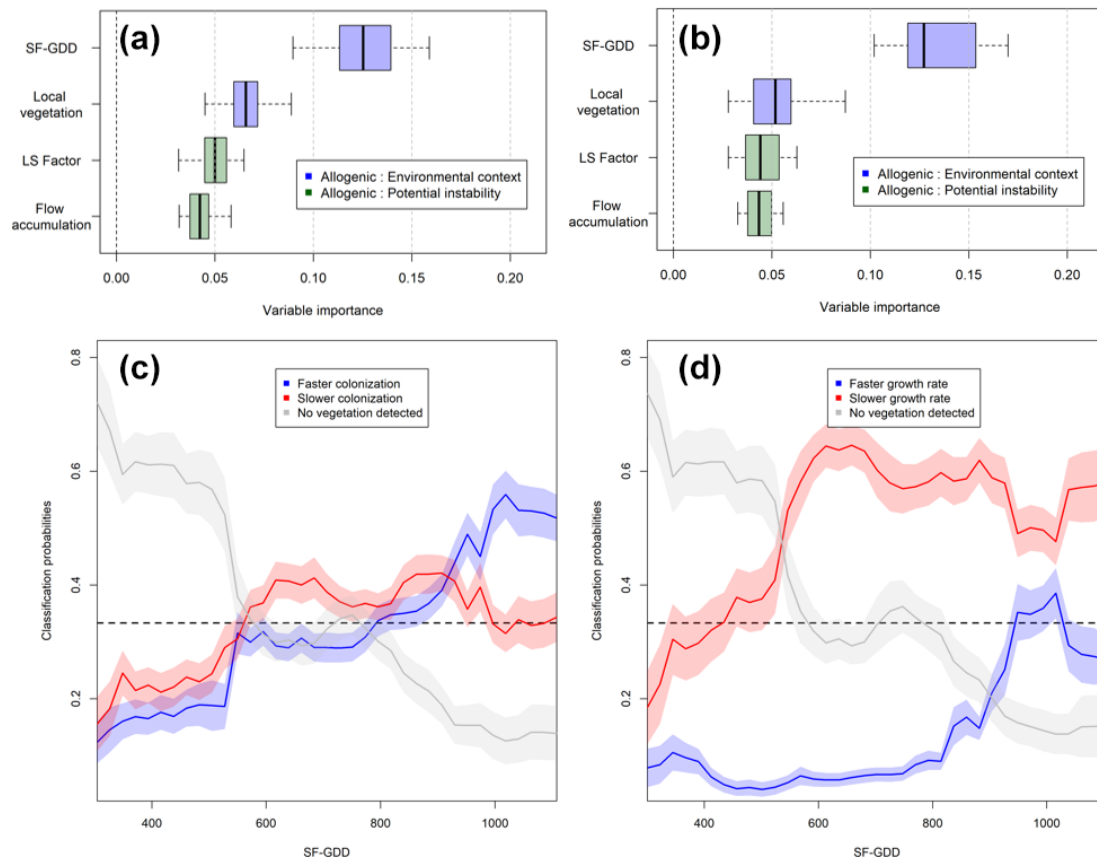 (a)
SF-GDD
Local
vegetation
LS Factor
Flow
accumulation
Allogenic : Environmental context
Allogenic : Potential instability
0.00 0.05 0.10 0.15 0.20
Variable importance
(b)
SF-GDD
Local
vegetation
LS Factor
Flow
accumulation
Allogenic : Environmental context
Allogenic : Potential instability
0.00 0.05 0.10 0.15 0.20
Variable importance
(c)
Faster colonization
Slower colonization
No vegetation detected
Classification probabilities
0.8
0.6
0.4
0.2
400 600 800 1000
SF-GDD
(d)
Faster growth rate
Slower growth rate
No vegetation detected
Classification probabilities
0.8
0.6
0.4
0.2
400 600 800 1000
SF-GDD